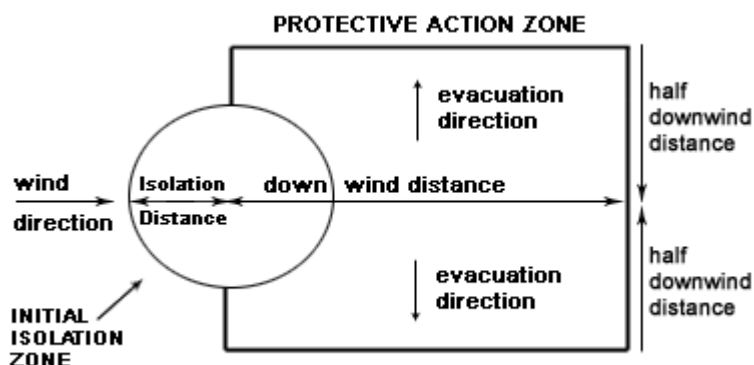 PROTECTIVE ACTION ZONE
evacuation
direction
half
downwind
distance
wind
direction
Isolation
Distance
down wind distance
evacuation
direction
half
downwind
distance
INITIAL
ISOLATION
ZONE